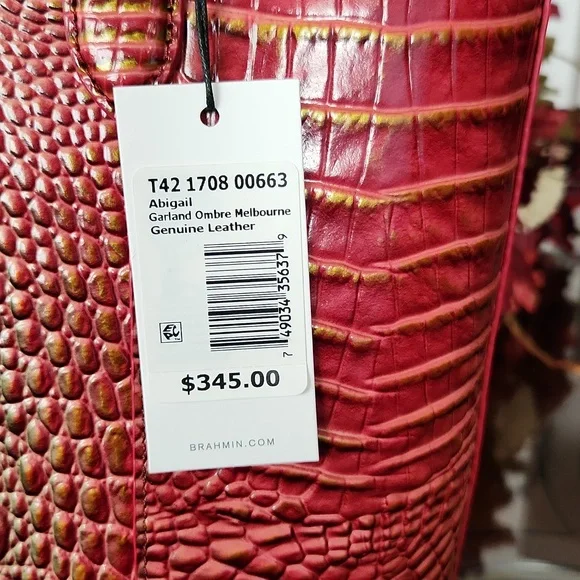 T42 1708 00663
Abigail
Garland Ombre Melbourne
Genuine Leather
7 49034 35637 9
$345.00
BRAHMIN.COM